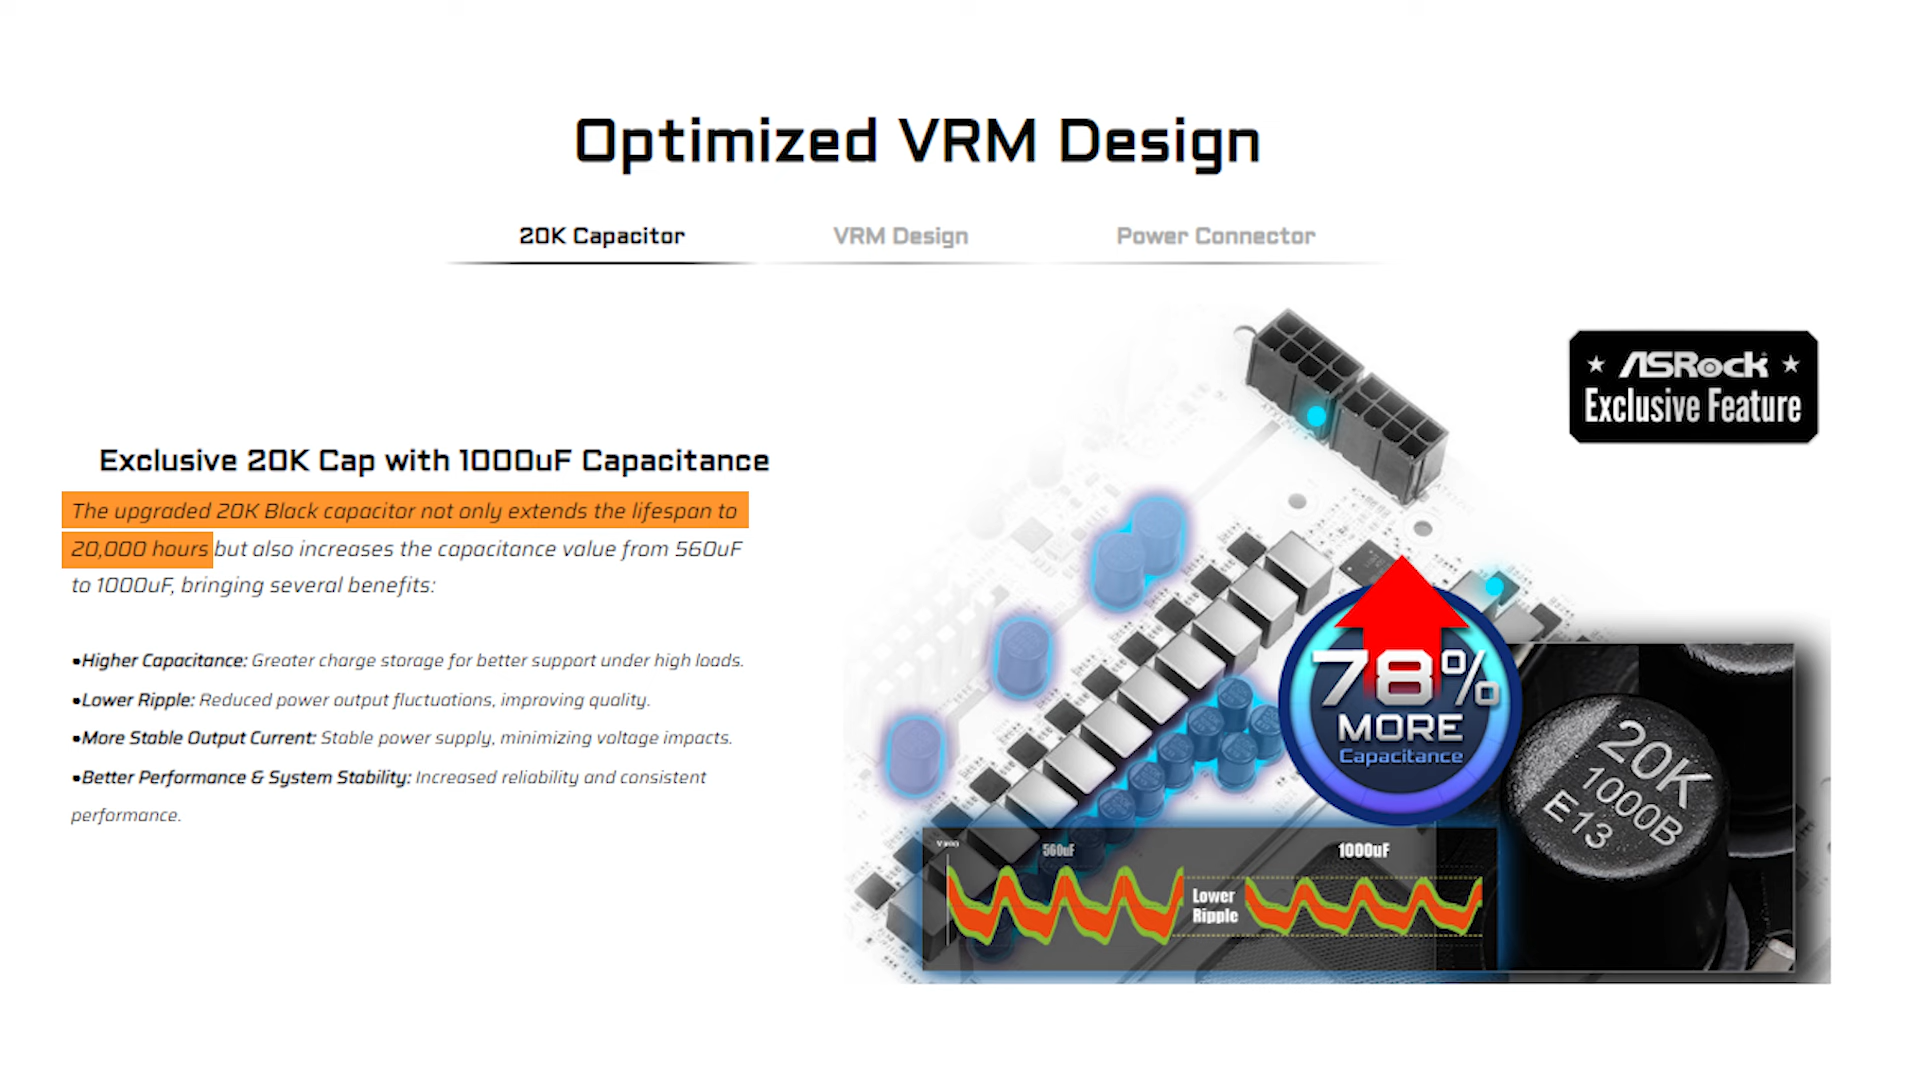 Optimized VRM Design
20K Capacitor
VRM Design
Power Connector
ASRock
Exclusive Feature
Exclusive 20K Cap with 1000uF Capacitance
The upgraded 20K Black capacitor not only extends the lifespan to
20,000 hours but also increases the capacitance value from 560uF
to 1000uF, bringing several benefits:
•Higher Capacitance: Greater charge storage for better support under high loads.
•Lower Ripple: Reduced power output fluctuations, improving quality.
•More Stable Output Current: Stable power supply, minimizing voltage impacts.
•Better Performance & System Stability: Increased reliability and consistent
performance.
78%
MORE
Capacitance
20K
1000B
E13
560uF
1000uF
Lower
Ripple